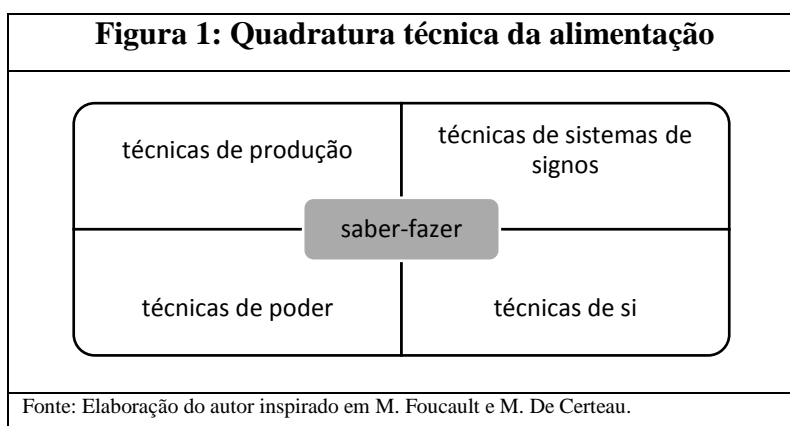 Figura 1: Quadratura técnica da alimentação
técnicas de produção
técnicas de sistemas de
signos
saber-fazer
técnicas de poder
técnicas de si
Fonte: Elaboração do autor inspirado em M. Foucault e M. De Certeau.